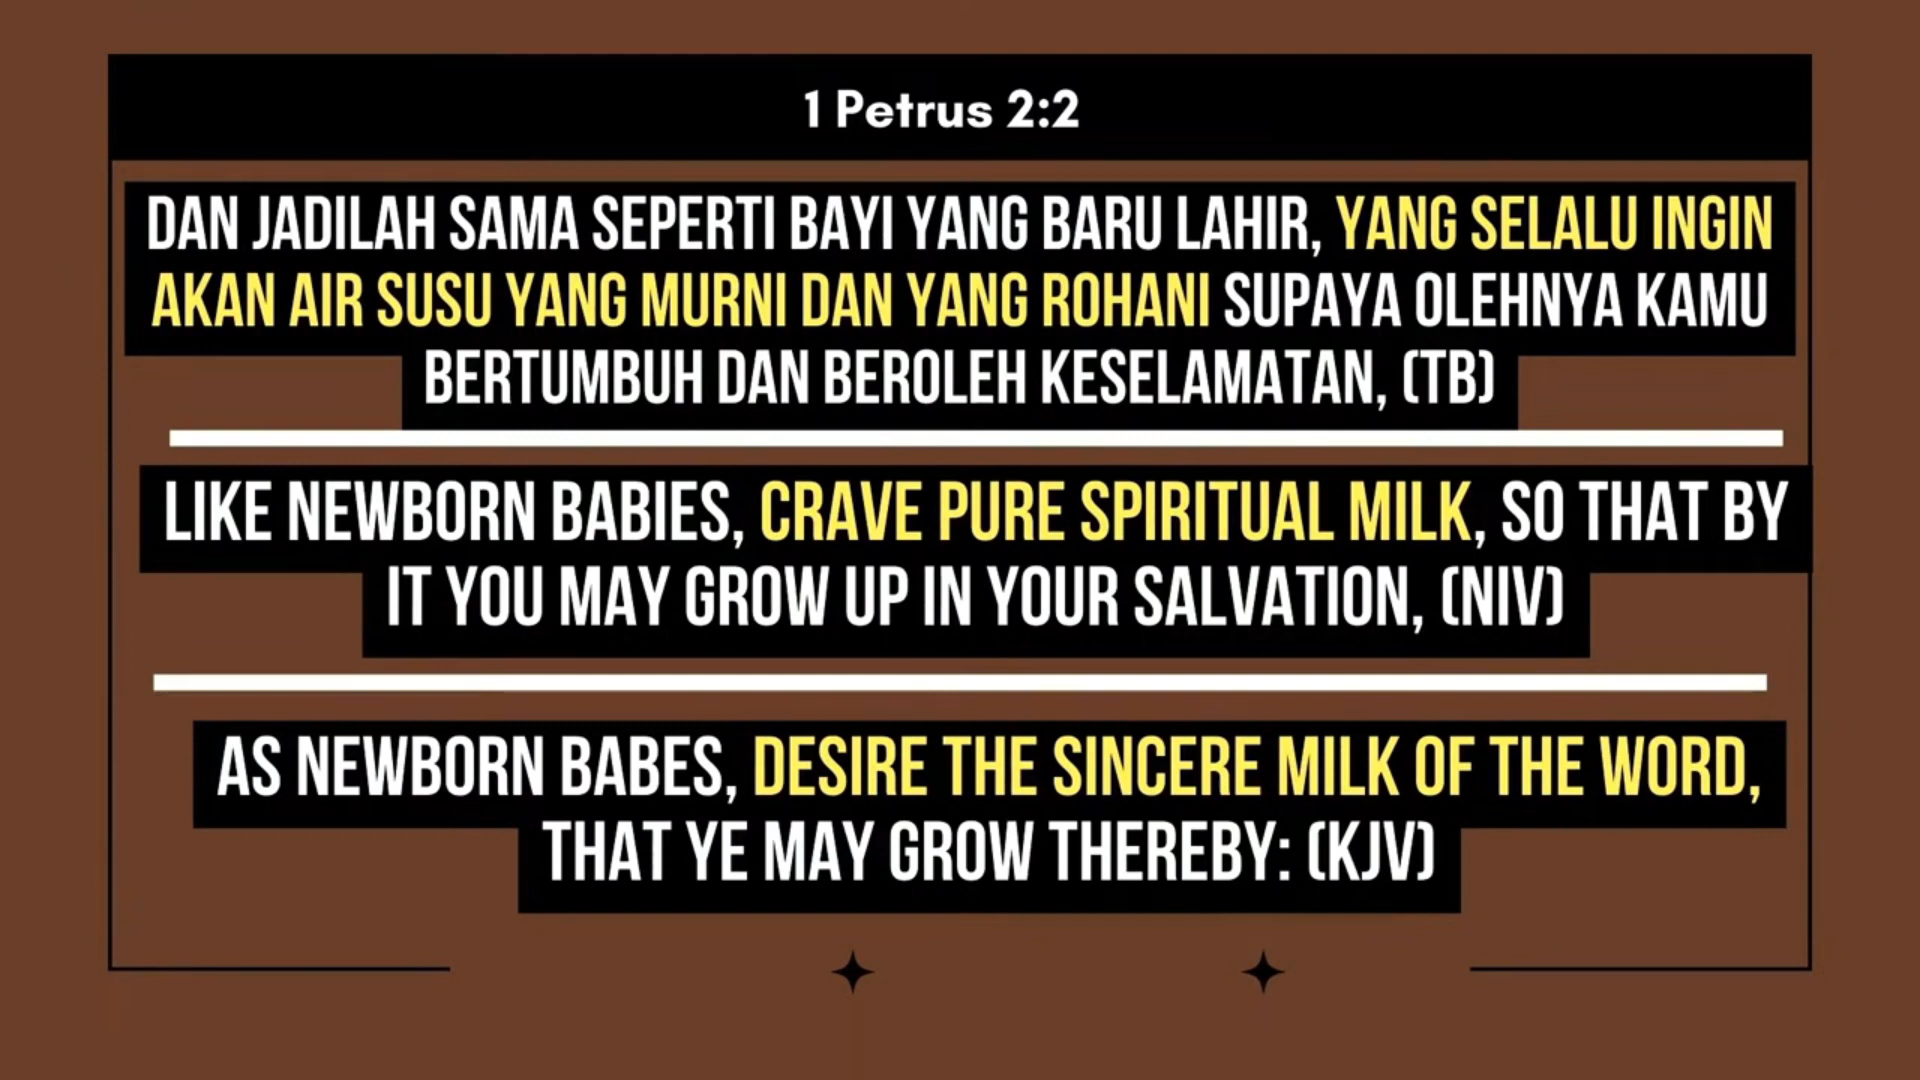 1 Petrus 2:2
DAN JADILAH SAMA SEPERTI BAYI YANG BARU LAHIR, YANG SELALU INGIN
AKAN AIR SUSU YANG MURNI DAN YANG ROHANI SUPAYA OLEHNYA KAMU
BERTUMBUH DAN BEROLEH KESELAMATAN, (TB)
LIKE NEWBORN BABIES, CRAVE PURE SPIRITUAL MILK, SO THAT BY
IT YOU MAY GROW UP IN YOUR SALVATION, (NIV)
AS NEWBORN BABES, DESIRE THE SINCERE MILK OF THE WORD,
THAT YE MAY GROW THEREBY: (KJV)